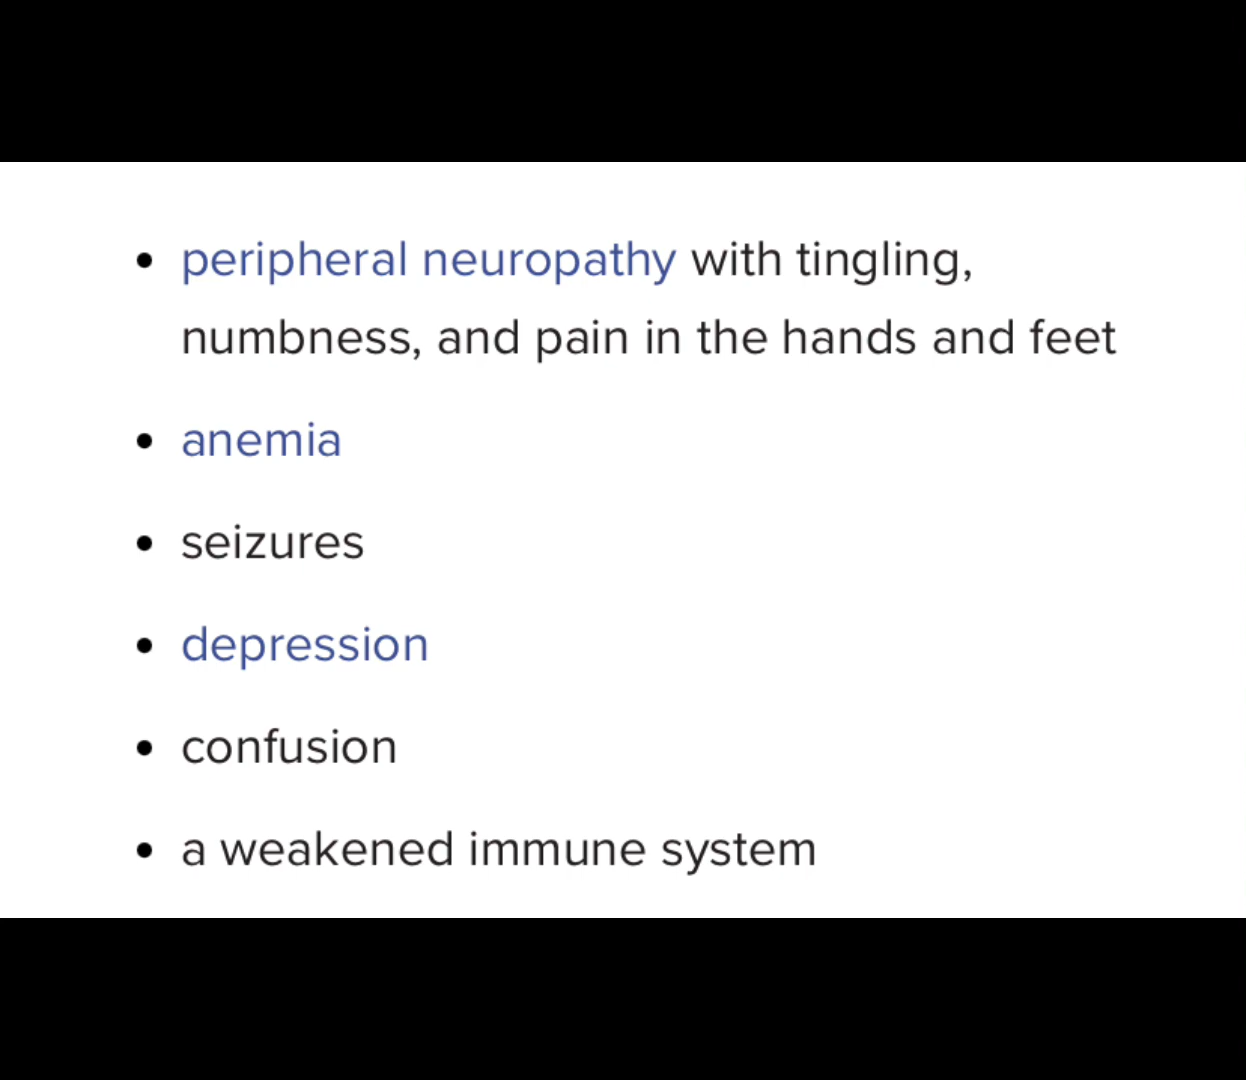 • peripheral neuropathy with tingling,
numbness, and pain in the hands and feet
• anemia
• seizures
• depression
• confusion
• a weakened immune system